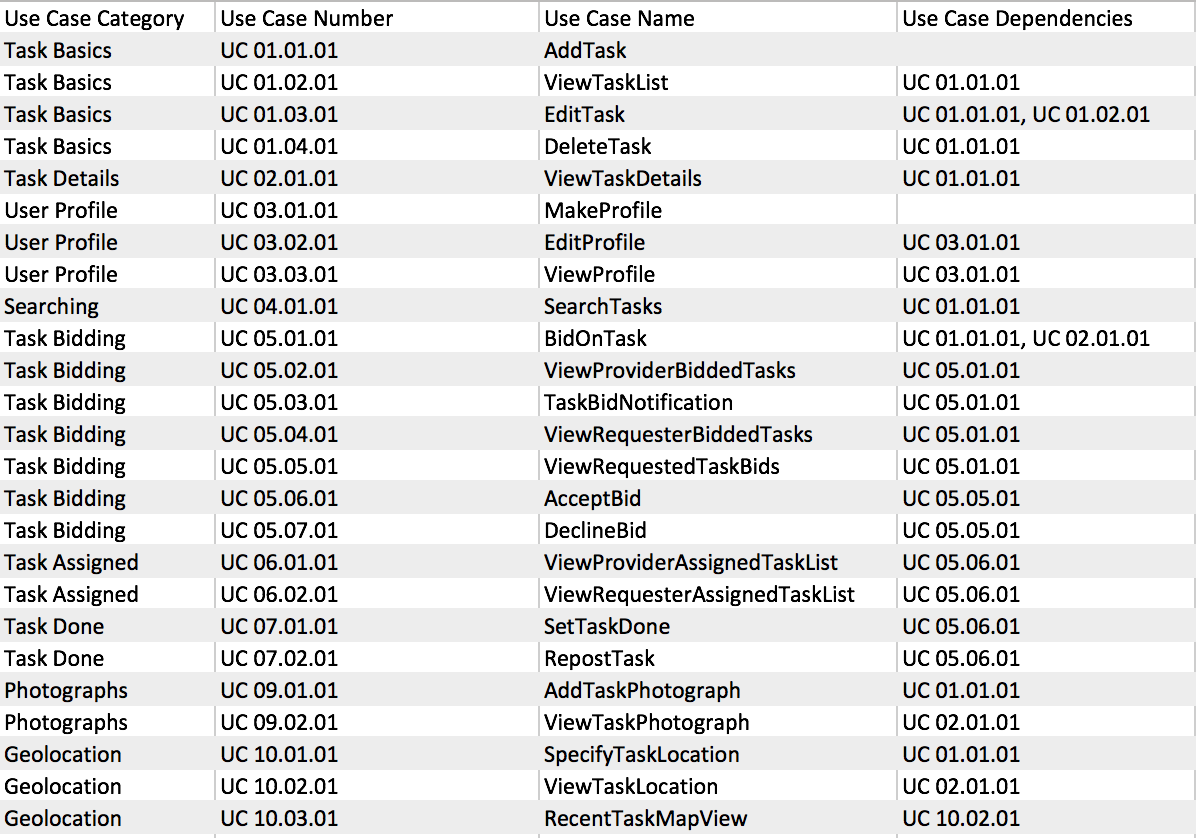 Use Case Category Use Case Number Use Case Name Use Case Dependencies
Task Basics UC 01.01.01 AddTask
Task Basics UC 01.02.01 ViewTaskList UC 01.01.01
Task Basics UC 01.03.01 EditTask UC 01.01.01, UC 01.02.01
Task Basics UC 01.04.01 DeleteTask UC 01.01.01
Task Details UC 02.01.01 ViewTaskDetails UC 01.01.01
User Profile UC 03.01.01 MakeProfile
User Profile UC 03.02.01 EditProfile UC 03.01.01
User Profile UC 03.03.01 ViewProfile UC 03.01.01
Searching UC 04.01.01 SearchTasks UC 01.01.01
Task Bidding UC 05.01.01 BidOnTask UC 01.01.01, UC 02.01.01
Task Bidding UC 05.02.01 ViewProviderBiddedTasks UC 05.01.01
Task Bidding UC 05.03.01 TaskBidNotification UC 05.01.01
Task Bidding UC 05.04.01 ViewRequesterBiddedTasks UC 05.01.01
Task Bidding UC 05.05.01 ViewRequestedTaskBids UC 05.01.01
Task Bidding UC 05.06.01 AcceptBid UC 05.05.01
Task Bidding UC 05.07.01 DeclineBid UC 05.05.01
Task Assigned UC 06.01.01 ViewProviderAssignedTaskList UC 05.06.01
Task Assigned UC 06.02.01 ViewRequesterAssignedTaskList UC 05.06.01
Task Done UC 07.01.01 SetTaskDone UC 05.06.01
Task Done UC 07.02.01 RepostTask UC 05.06.01
Photographs UC 09.01.01 AddTaskPhotograph UC 01.01.01
Photographs UC 09.02.01 ViewTaskPhotograph UC 02.01.01
Geolocation UC 10.01.01 SpecifyTaskLocation UC 01.01.01
Geolocation UC 10.02.01 ViewTaskLocation UC 02.01.01
Geolocation UC 10.03.01 RecentTaskMapView UC 10.02.01